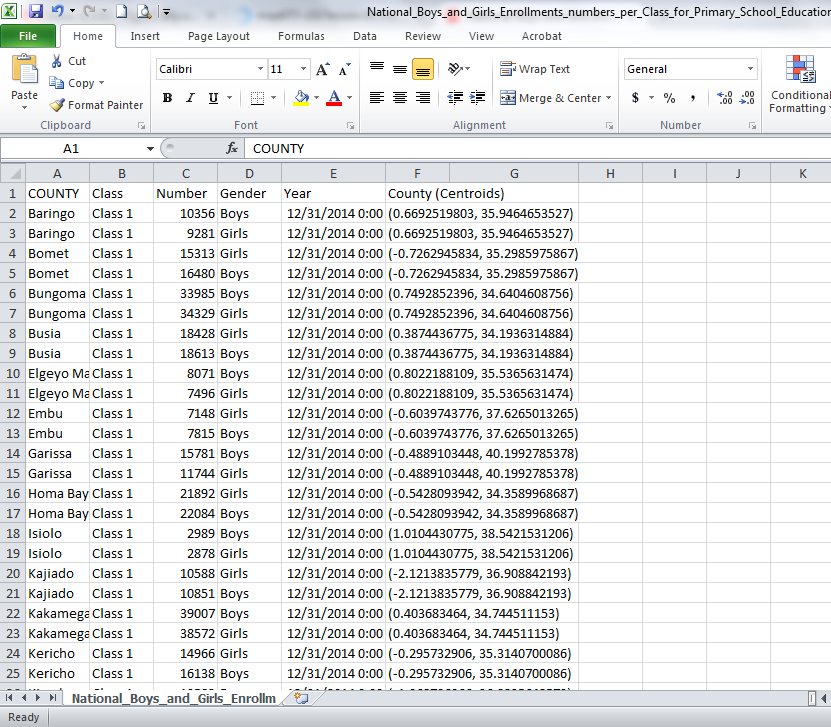 National_Boys_and_Girls_Enrollments_numbers_per_Class_for_Primary_School_Education
File Home Insert Page Layout Formulas Data Review View Acrobat
Paste
Cut
Copy
Format Painter
Clipboard
Calibri 11 A A
B I U A
Font
Wrap Text
Merge & Center
Alignment
General
$ % , .00 .0
Number
Conditional
Formatting
A1 fx COUNTY
A B C D E F G H I J K
1 COUNTY Class Number Gender Year County (Centroids)
2 Baringo Class 1 10356 Boys 12/31/2014 0:00 (0.6692519803, 35.9464653527)
3 Baringo Class 1 9281 Girls 12/31/2014 0:00 (0.6692519803, 35.9464653527)
4 Bomet Class 1 15313 Girls 12/31/2014 0:00 (-0.7262945834, 35.2985975867)
5 Bomet Class 1 16480 Boys 12/31/2014 0:00 (-0.7262945834, 35.2985975867)
6 Bungoma Class 1 33985 Boys 12/31/2014 0:00 (0.7492852396, 34.6404608756)
7 Bungoma Class 1 34329 Girls 12/31/2014 0:00 (0.7492852396, 34.6404608756)
8 Busia Class 1 18428 Girls 12/31/2014 0:00 (0.3874436775, 34.1936314884)
9 Busia Class 1 18613 Boys 12/31/2014 0:00 (0.3874436775, 34.1936314884)
10 Elgeyo Ma Class 1 8071 Boys 12/31/2014 0:00 (0.8022188109, 35.5365631474)
11 Elgeyo Ma Class 1 7496 Girls 12/31/2014 0:00 (0.8022188109, 35.5365631474)
12 Embu Class 1 7148 Girls 12/31/2014 0:00 (-0.6039743776, 37.6265013265)
13 Embu Class 1 7815 Boys 12/31/2014 0:00 (-0.6039743776, 37.6265013265)
14 Garissa Class 1 15781 Boys 12/31/2014 0:00 (-0.4889103448, 40.1992785378)
15 Garissa Class 1 11744 Girls 12/31/2014 0:00 (-0.4889103448, 40.1992785378)
16 Homa Bay Class 1 21892 Girls 12/31/2014 0:00 (-0.5428093942, 34.3589968687)
17 Homa Bay Class 1 22084 Boys 12/31/2014 0:00 (-0.5428093942, 34.3589968687)
18 Isiolo Class 1 2989 Boys 12/31/2014 0:00 (1.0104430775, 38.5421531206)
19 Isiolo Class 1 2878 Girls 12/31/2014 0:00 (1.0104430775, 38.5421531206)
20 Kajiado Class 1 10588 Girls 12/31/2014 0:00 (-2.1213835779, 36.908842193)
21 Kajiado Class 1 10851 Boys 12/31/2014 0:00 (-2.1213835779, 36.908842193)
22 Kakamega Class 1 39007 Boys 12/31/2014 0:00 (0.403683464, 34.744511153)
23 Kakamega Class 1 38572 Girls 12/31/2014 0:00 (0.403683464, 34.744511153)
24 Kericho Class 1 14966 Girls 12/31/2014 0:00 (-0.295732906, 35.3140700086)
25 Kericho Class 1 16138 Boys 12/31/2014 0:00 (-0.295732906, 35.3140700086)
National_Boys_and_Girls_Enrollm
Ready